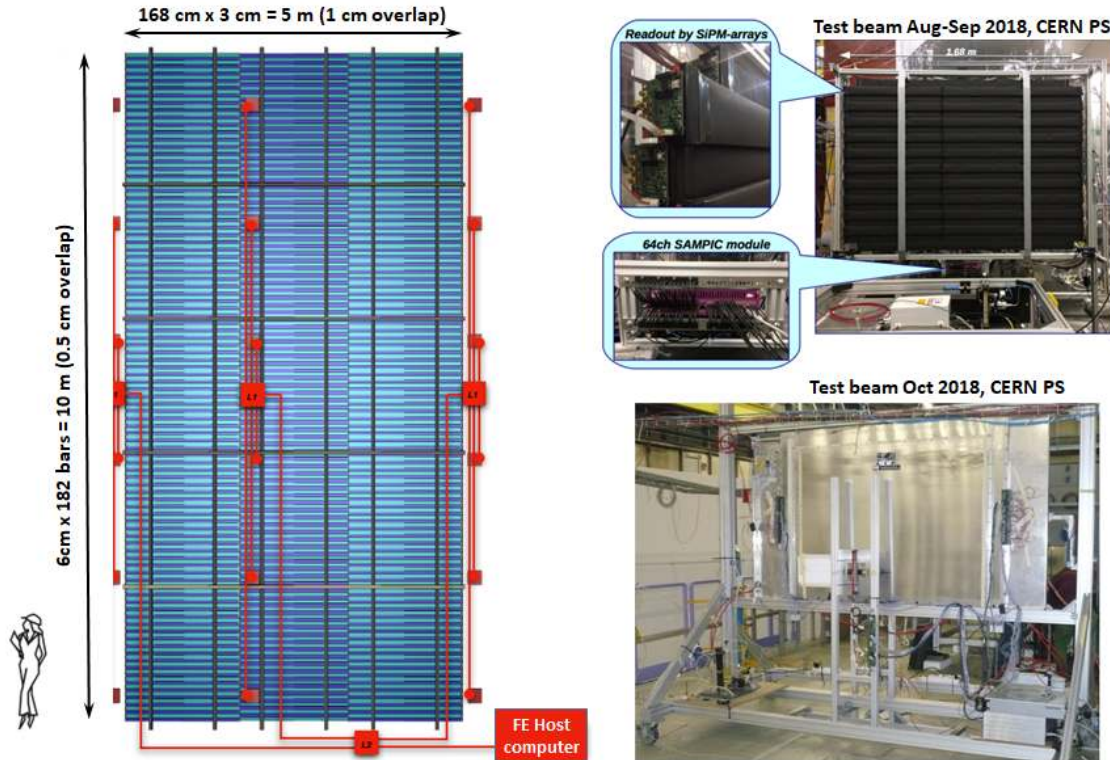 168 cm x 3 cm = 5 m (1 cm overlap)
6cm x 182 bars = 10 m (0.5 cm overlap)
L1
L1
L2
FE Host
computer
Readout by SiPM-arrays
Test beam Aug-Sep 2018, CERN PS
1.68 m
64ch SAMPIC module
Test beam Oct 2018, CERN PS